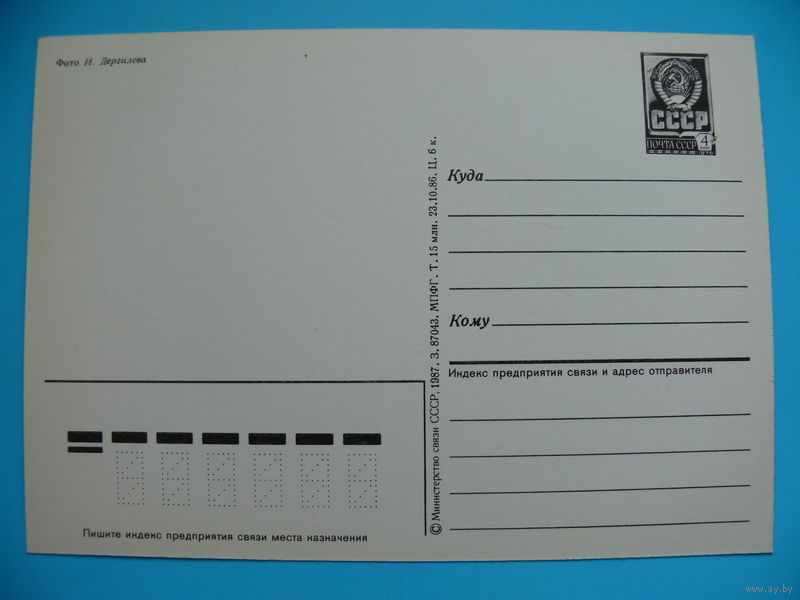 Фото И. Дергилева
СССР
ПОЧТА СССР
4
КОП
Куда
Кому
Индекс предприятия связи и адрес отправителя
© Министерство связи СССР, 1987. З. 87043. МПФГ. Т. 15 млн. 23.10.86. Ц. 6 к.
Пишите индекс предприятия связи места назначения
www.ay.by